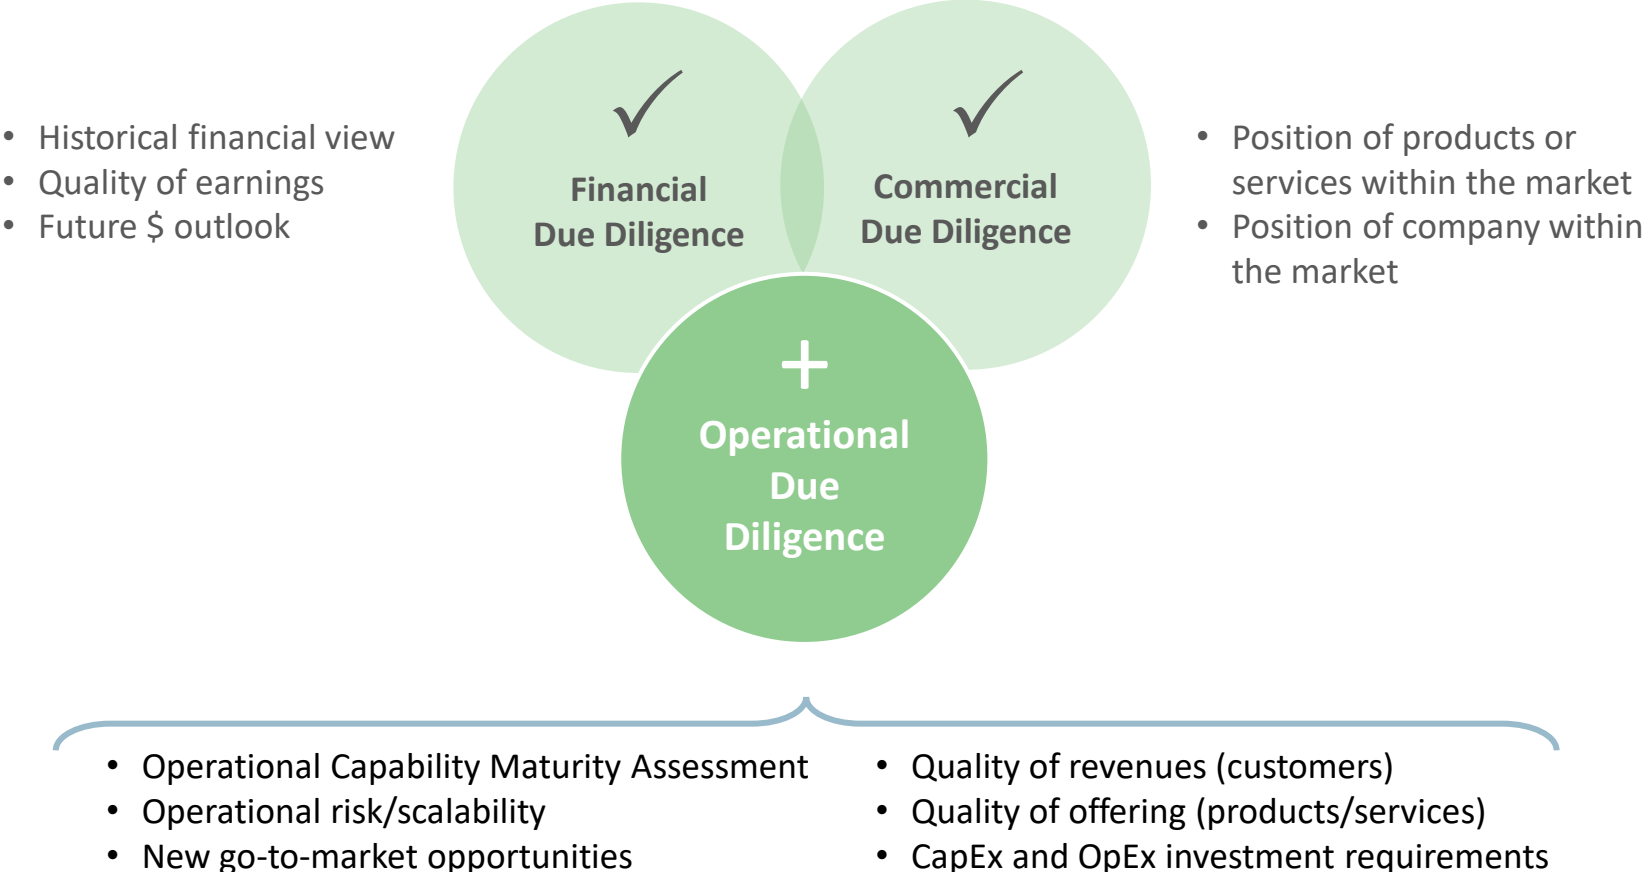 • Historical financial view
• Quality of earnings
• Future $ outlook
✓
Financial
Due Diligence
✓
Commercial
Due Diligence
• Position of products or
services within the market
• Position of company within
the market
+
Operational
Due
Diligence
• Operational Capability Maturity Assessment
• Operational risk/scalability
• New go-to-market opportunities
• Quality of revenues (customers)
• Quality of offering (products/services)
• CapEx and OpEx investment requirements